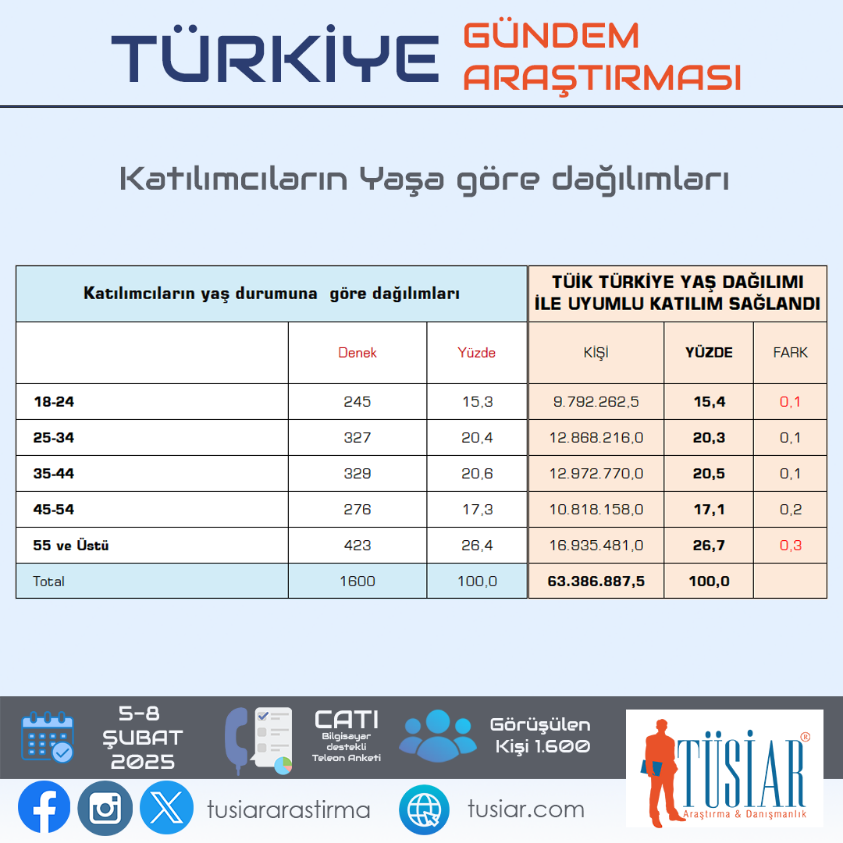 TÜRKİYE GÜNDEM ARAŞTIRMASI
Katılımcıların Yaşa göre dağılımları
Katılımcıların yaş durumuna göre dağılımları
TÜİK TÜRKİYE YAŞ DAĞILIMI
İLE UYUMLU KATILIM SAĞLANDI
Denek Yüzde KİŞİ YÜZDE FARK
18-24 245 15,3 9.792.262,5 15,4 0,1
25-34 327 20,4 12.868.216,0 20,3 0,1
35-44 329 20,6 12.972.770,0 20,5 0,1
45-54 276 17,3 10.818.158,0 17,1 0,2
55 ve Üstü 423 26,4 16.935.481,0 26,7 0,3
Total 1600 100,0 63.386.887,5 100,0
5-8
ŞUBAT
2025
CATI
Bilgisayar
destekli
Teleon Anketi
Görüşülen
Kişi 1.600
TÜSİAR®
Araştırma & Danışmanlık
tusiararastirma
tusiar.com